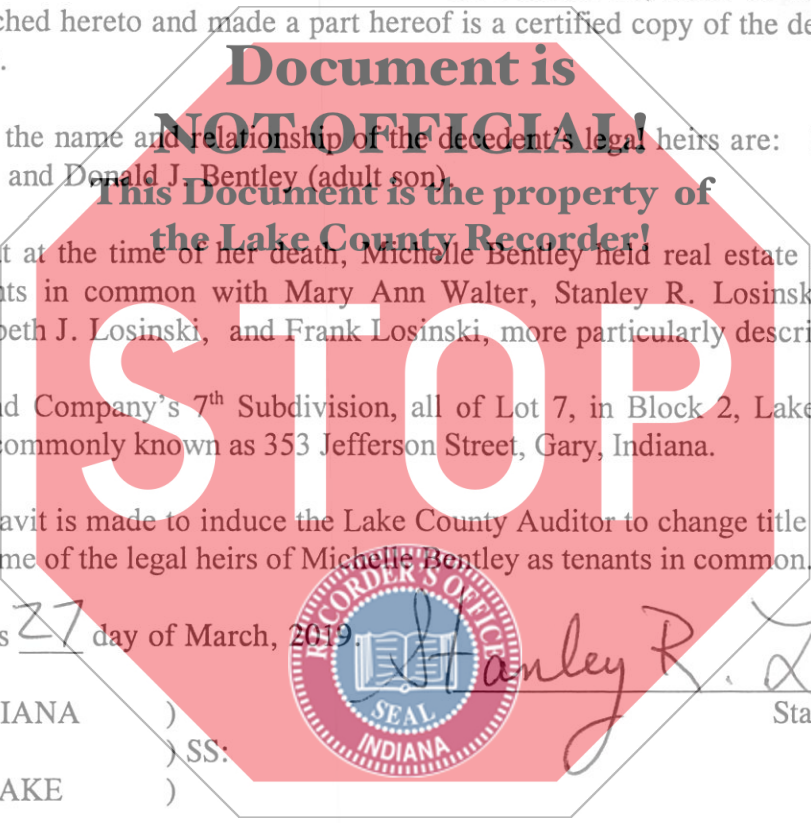 ched hereto and made a part hereof is a certified copy of the de
Document is
NOT OFFICIAL!
the name and relationship of the decedent's legal heirs are:
and Donald J. Bentley (adult son).
This Document is the property of
the Lake County Recorder!
t at the time of her death, Michelle Bentley held real estate
nts in common with Mary Ann Walter, Stanley R. Losinsk
beth J. Losinski, and Frank Losinski, more particularly descri
STOP
d Company's 7th Subdivision, all of Lot 7, in Block 2, Lake
commonly known as 353 Jefferson Street, Gary, Indiana.
avit is made to induce the Lake County Auditor to change title
me of the legal heirs of Michelle Bentley as tenants in common.
s 27 day of March, 2019.
Stanley R. L
RECORDER'S OFFICE
SEAL
INDIANA
IANA ) Sta
) SS:
AKE )